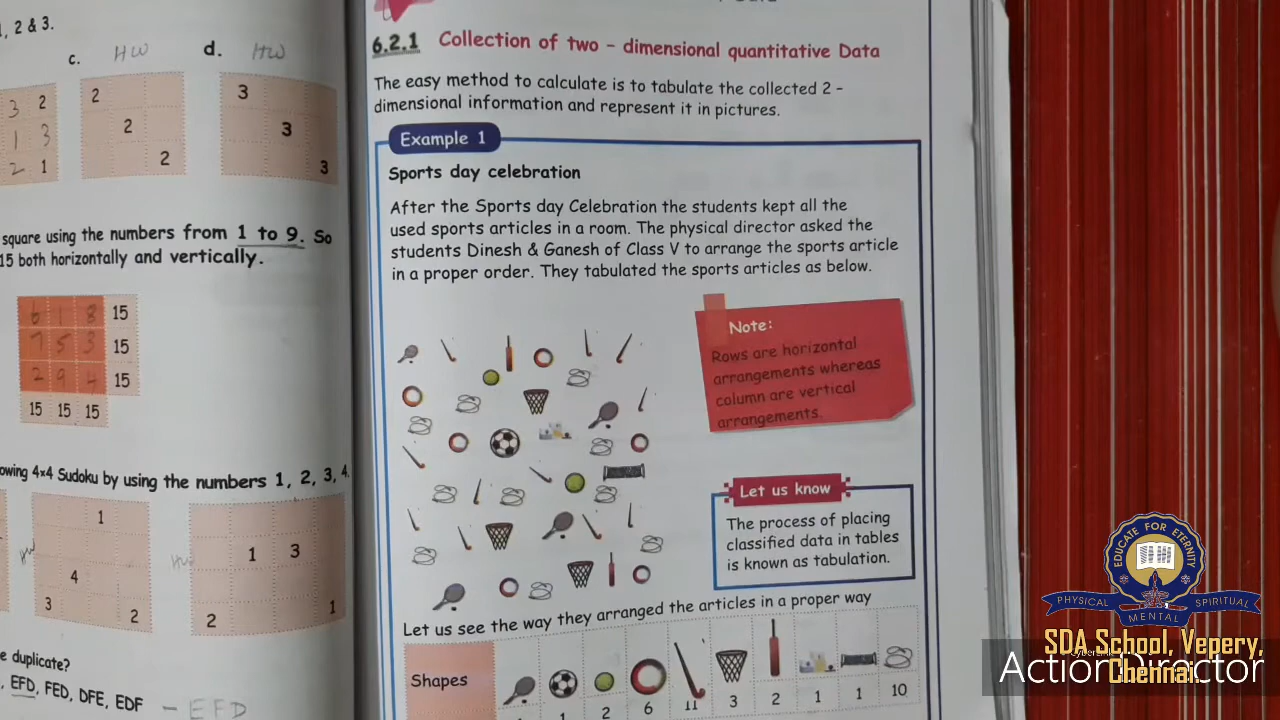 1, 2 & 3.
c.
HW
d.
HW
3 2
1 3
2 1
2
2
2
3
3
3
square using the numbers from 1 to 9. So
15 both horizontally and vertically.
6 1 8 15
7 5 3 15
2 9 4 15
15 15 15
owing 4x4 Sudoku by using the numbers 1, 2, 3, 4.
1
4
3 2
HW
1 3
2 1
e duplicate?
EFD, FED, DFE, EDF - EFD
6.2.1 Collection of two - dimensional quantitative Data
The easy method to calculate is to tabulate the collected 2 -
dimensional information and represent it in pictures.
Example 1
Sports day celebration
After the Sports day Celebration the students kept all the
used sports articles in a room. The physical director asked the
students Dinesh & Ganesh of Class V to arrange the sports article
in a proper order. They tabulated the sports articles as below.
Note:
Rows are horizontal
arrangements whereas
column are vertical
arrangements.
Let us know
The process of placing
classified data in tables
is known as tabulation.
Let us see the way they arranged the articles in a proper way
Shapes
1 2 6 11 3 2 1 1 10
EDUCATE FOR ETERNITY
PHYSICAL MENTAL SPIRITUAL
SDA School, Vepery,
Chennai.
ActionDirector